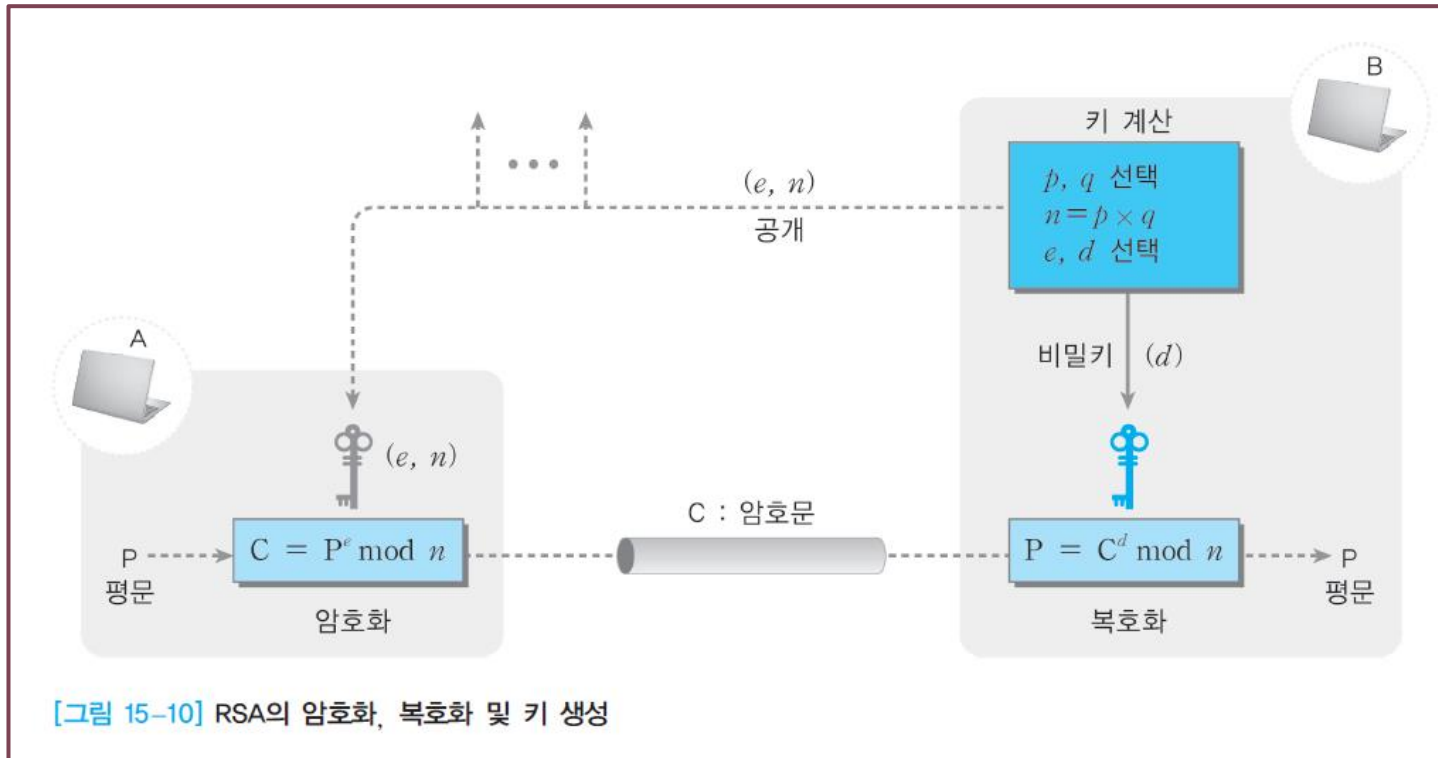 B
키 계산
p, q 선택
n = p × q
e, d 선택
(e, n)
공개
비밀키 (d)
A
(e, n)
C : 암호문
P
평문
C = Pᵉ mod n
암호화
P = Cᵈ mod n
복호화
P
평문
[그림 15-10] RSA의 암호화, 복호화 및 키 생성